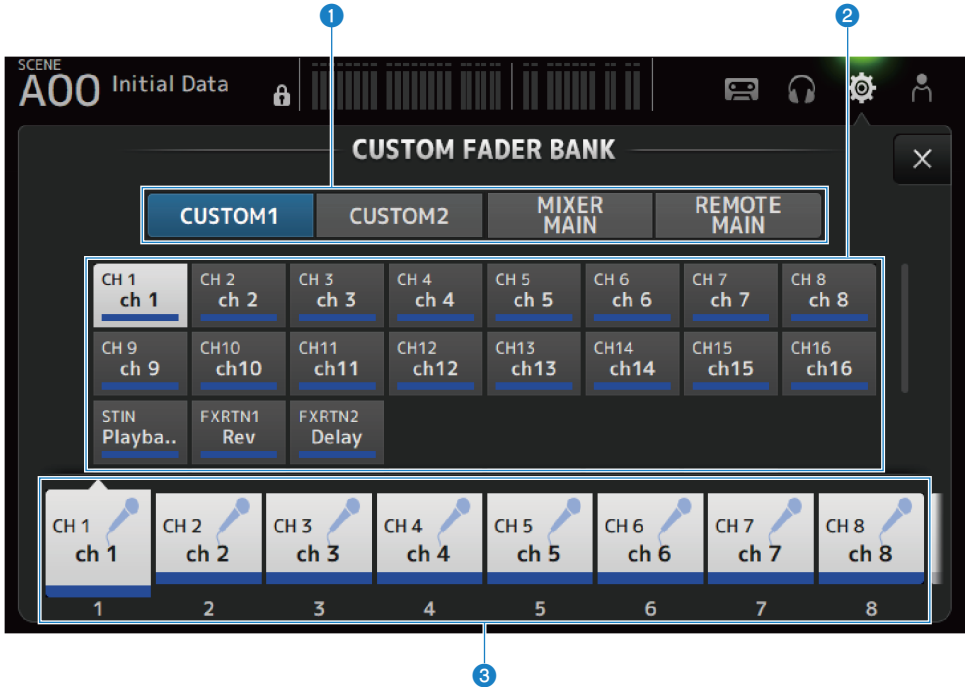 1 2
SCENE
A00 Initial Data
CUSTOM FADER BANK
CUSTOM1 CUSTOM2 MIXER MAIN REMOTE MAIN
CH 1 CH 2 CH 3 CH 4 CH 5 CH 6 CH 7 CH 8
ch 1 ch 2 ch 3 ch 4 ch 5 ch 6 ch 7 ch 8
CH 9 CH10 CH11 CH12 CH13 CH14 CH15 CH16
ch 9 ch10 ch11 ch12 ch13 ch14 ch15 ch16
STIN FXRTN1 FXRTN2
Playba.. Rev Delay
CH 1 CH 2 CH 3 CH 4 CH 5 CH 6 CH 7 CH 8
ch 1 ch 2 ch 3 ch 4 ch 5 ch 6 ch 7 ch 8
1 2 3 4 5 6 7 8
3